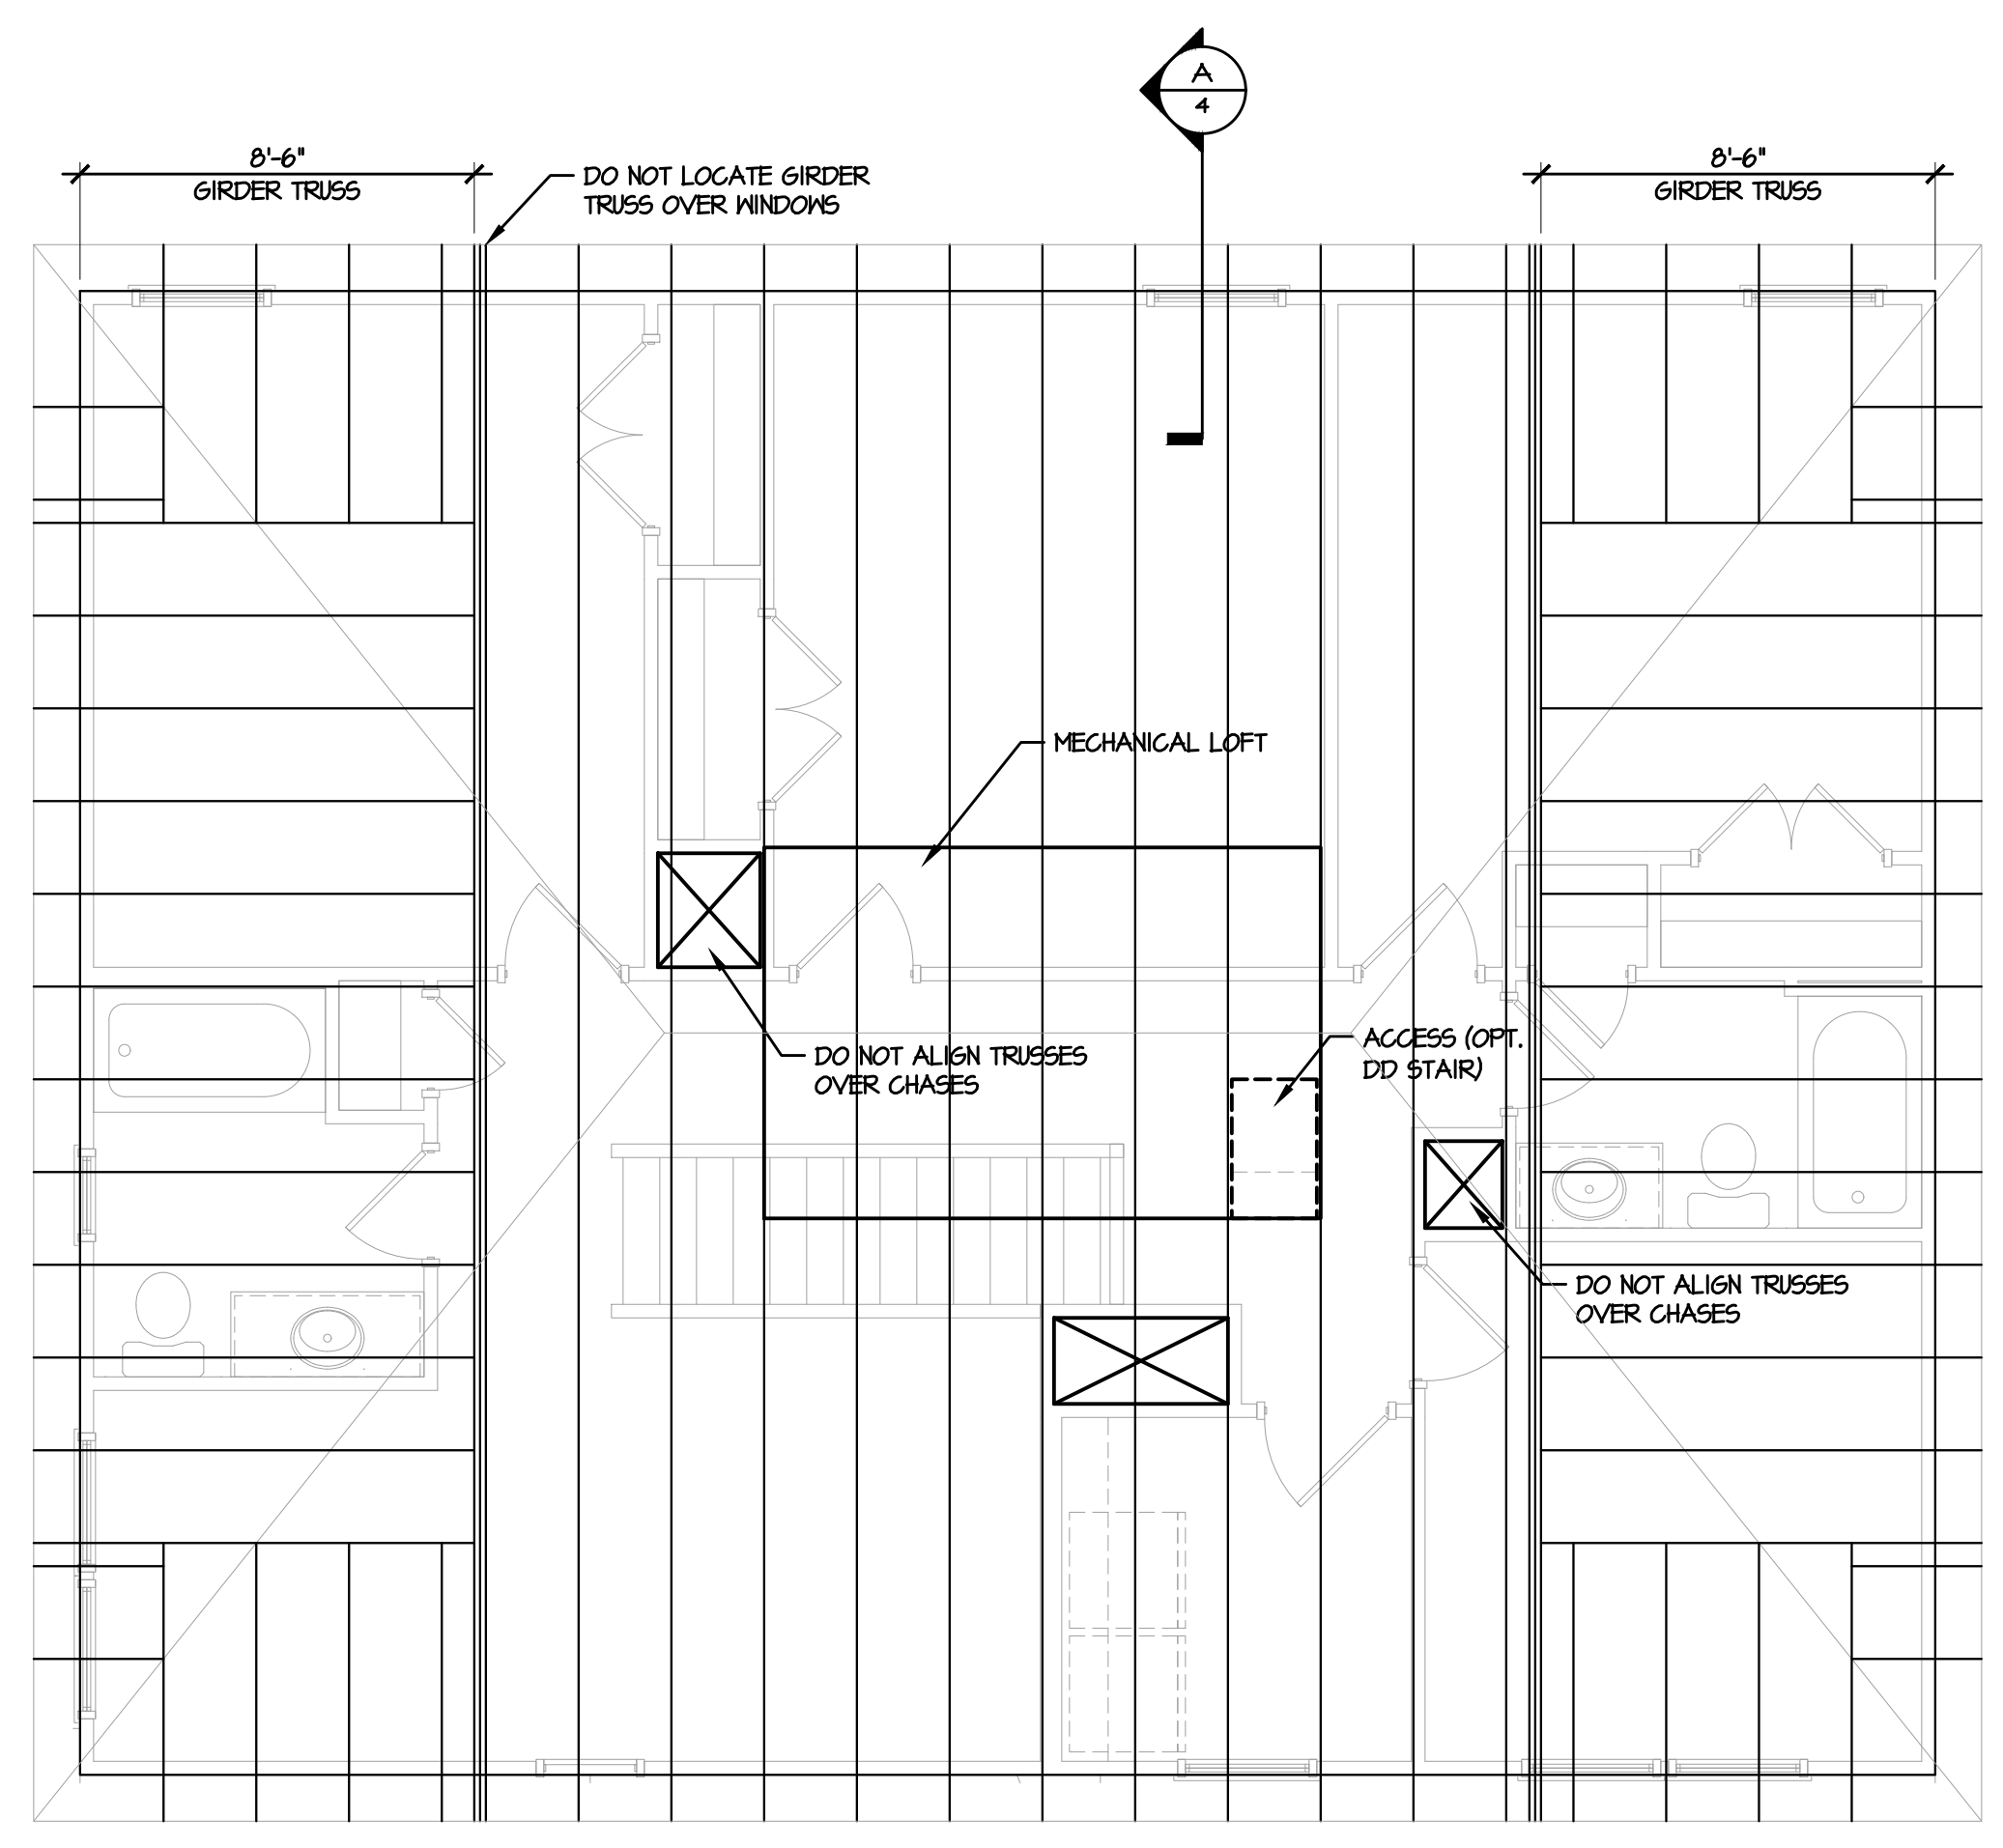 A
4
8'-6"
GIRDER TRUSS
DO NOT LOCATE GIRDER
TRUSS OVER WINDOWS
8'-6"
GIRDER TRUSS
MECHANICAL LOFT
ACCESS (OPT.
DD STAIR)
DO NOT ALIGN TRUSSES
OVER CHASES
DO NOT ALIGN TRUSSES
OVER CHASES